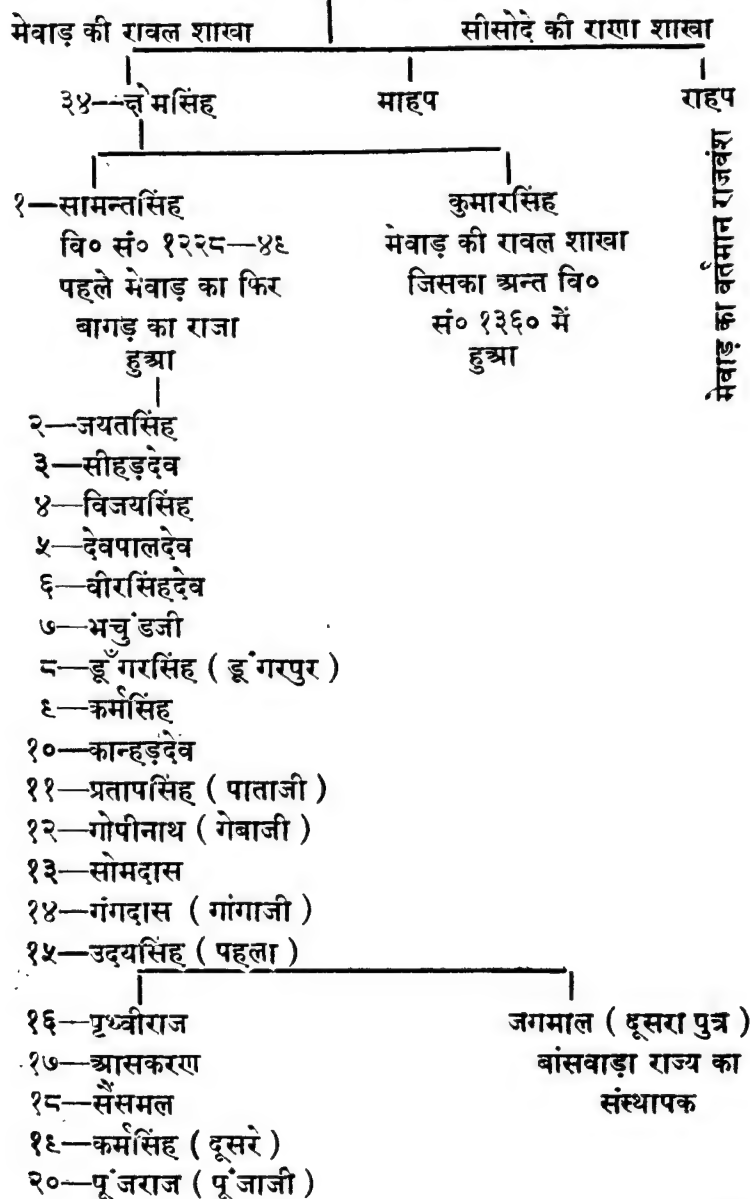 मेवाड़ की रावल शाखा सीसोदे की राणा शाखा
३४—क्षेमसिंह माहप राहप
मेवाड़ का वर्तमान राजवंश
१—सामन्तसिंह
वि० सं० १२२८—४९
पहले मेवाड़ का फिर
बागड़ का राजा
हुआ
कुमारसिंह
मेवाड़ की रावल शाखा
जिसका अन्त वि०
सं० १३६० में
हुआ
२—जयतसिंह
३—सीहड़देव
४—विजयसिंह
५—देवपालदेव
६—वीरसिंहदेव
७—भचुंडजी
८—डूँगरसिंह ( डूंगरपुर )
९—कर्मसिंह
१०—कान्हड़देव
११—प्रतापसिंह ( पाताजी )
१२—गोपीनाथ ( गेबाजी )
१३—सोमदास
१४—गंगदास ( गांगाजी )
१५—उदयसिंह ( पहला )
१६—पृथ्वीराज
१७—आसकरण
१८—सैंसमल
१९—कर्मसिंह ( दूसरे )
२०—पूंजराज ( पूंजाजी )
जगमाल ( दूसरा पुत्र )
बांसवाड़ा राज्य का
संस्थापक